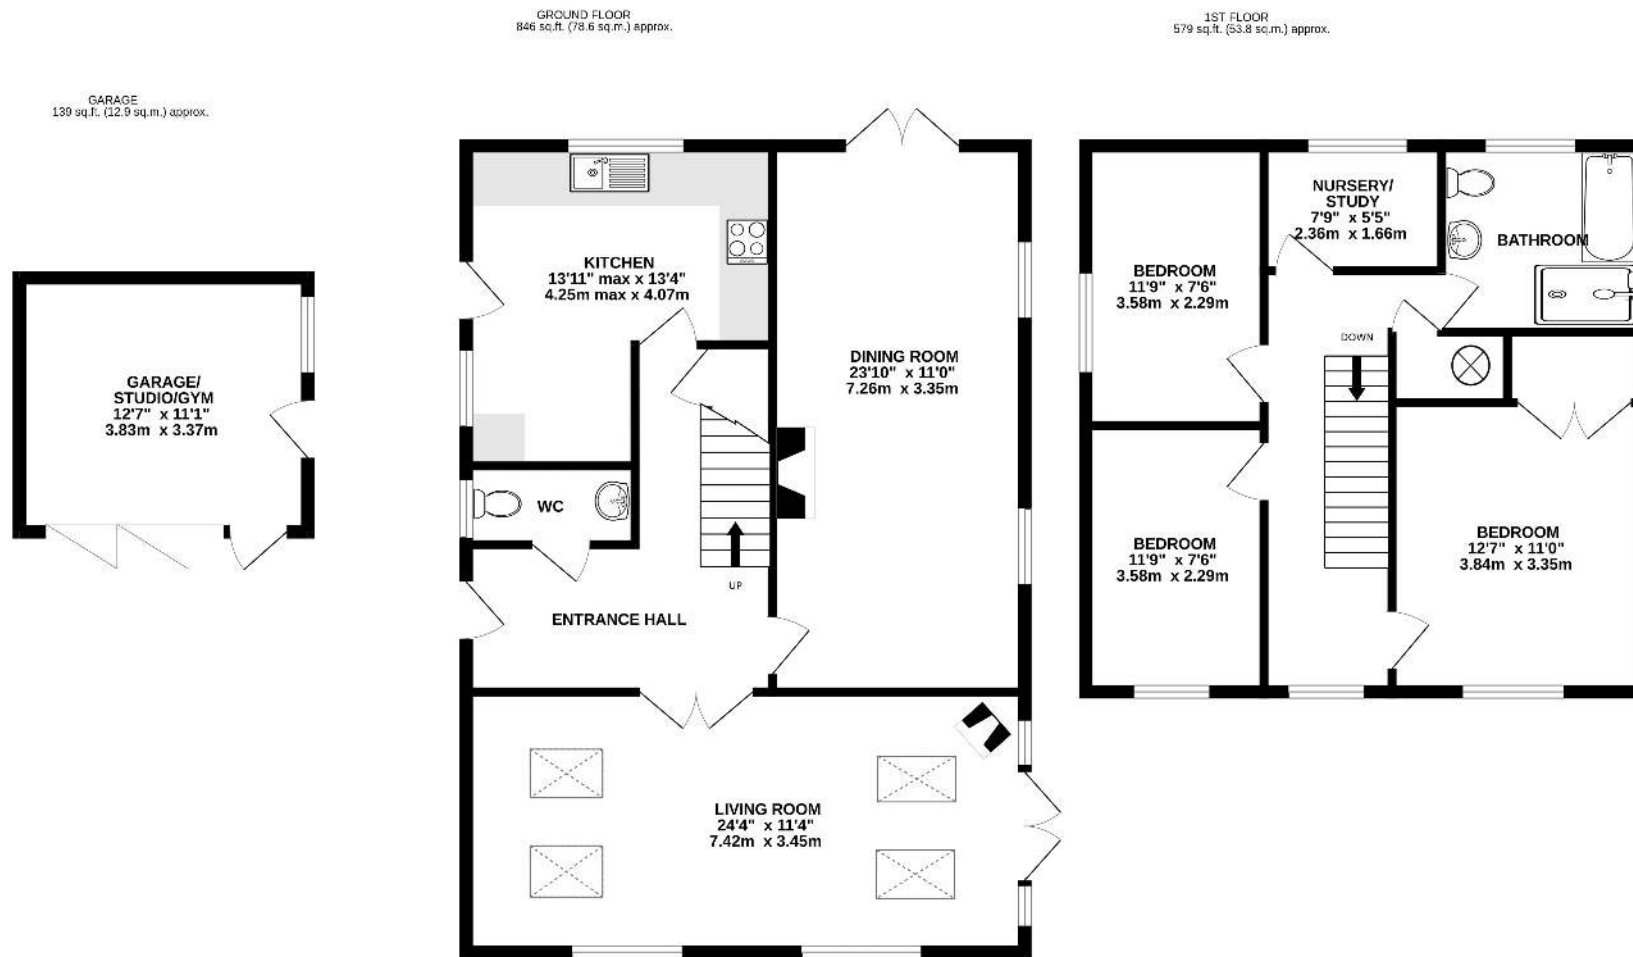 GROUND FLOOR
846 sq.ft. (78.6 sq.m.) approx.
1ST FLOOR
579 sq.ft. (53.8 sq.m.) approx.
GARAGE
139 sq.ft. (12.9 sq.m.) approx.
GARAGE/
STUDIO/GYM
12'7" x 11'1"
3.83m x 3.37m
KITCHEN
13'11" max x 13'4"
4.25m max x 4.07m
DINING ROOM
23'10" x 11'0"
7.26m x 3.35m
WC
UP
ENTRANCE HALL
LIVING ROOM
24'4" x 11'4"
7.42m x 3.45m
NURSERY/
STUDY
7'9" x 5'5"
2.36m x 1.66m
BATHROOM
BEDROOM
11'9" x 7'6"
3.58m x 2.29m
DOWN
BEDROOM
11'9" x 7'6"
3.58m x 2.29m
BEDROOM
12'7" x 11'0"
3.84m x 3.35m